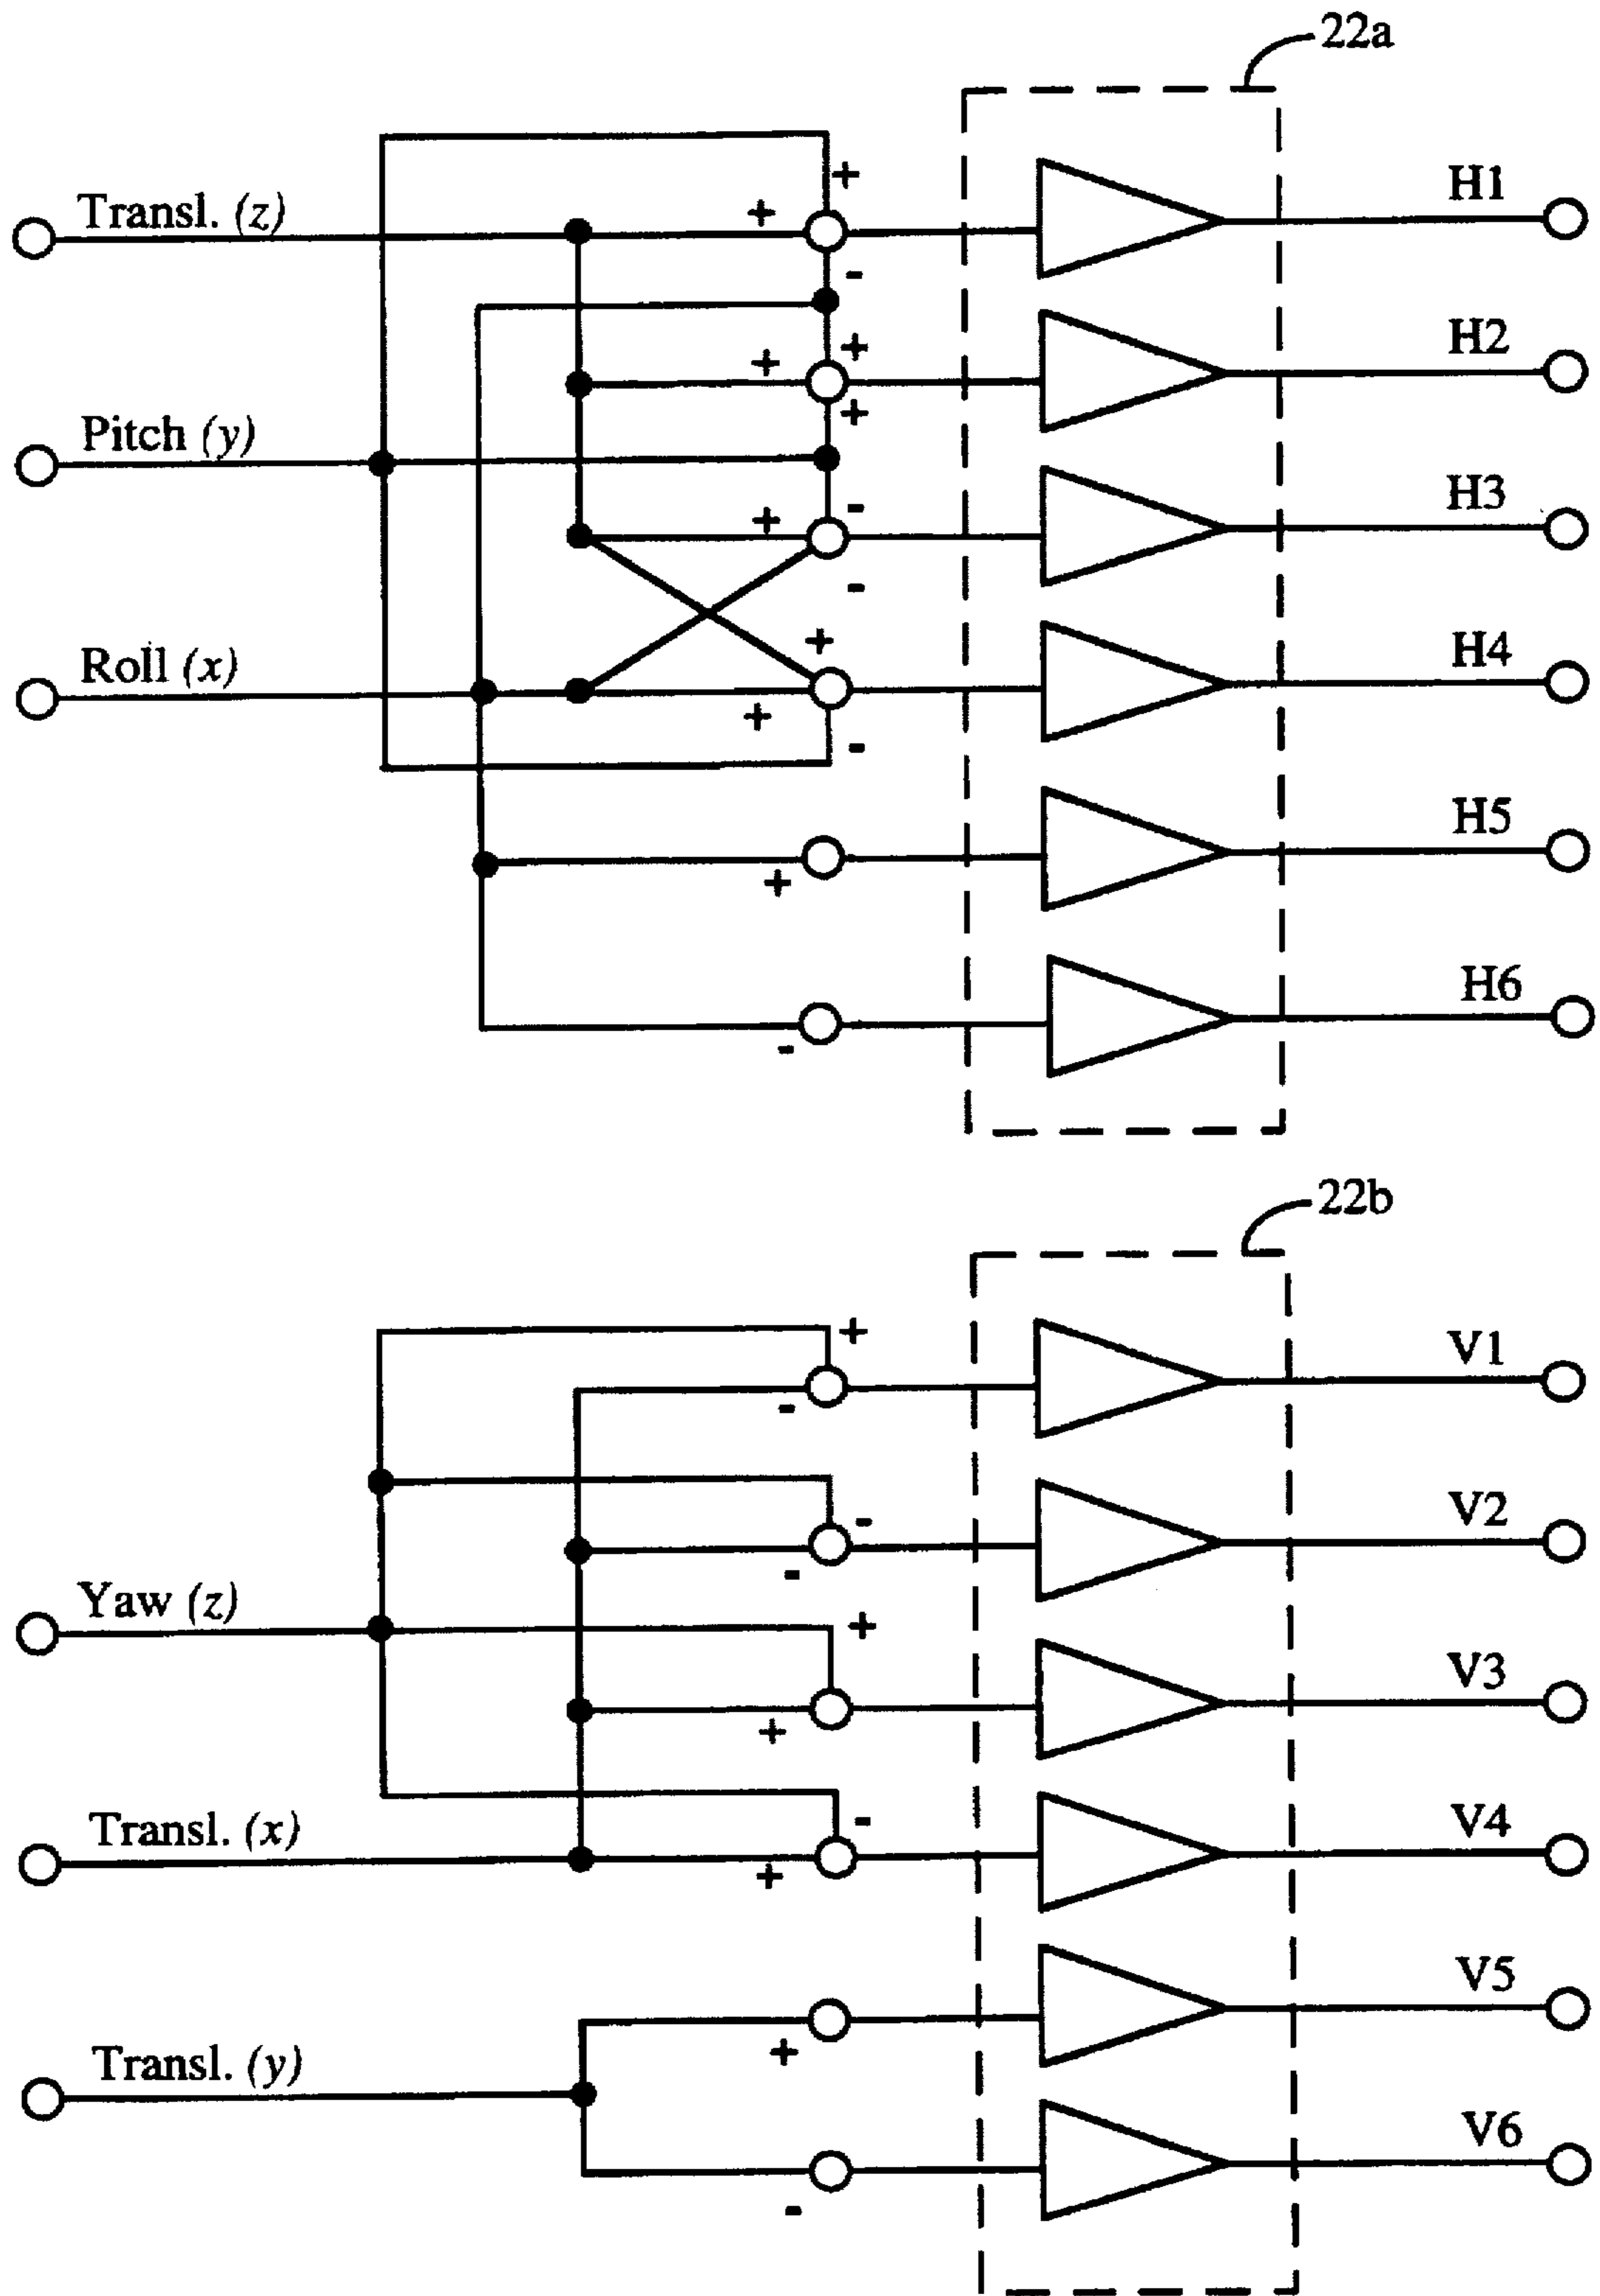 22a
+
Transl. (z)
+
H1
-
+
+
H2
+
Pitch (y)
-
+
H3
-
+
Roll (x)
H4
+
-
H5
+
H6
-
22b
+
V1
-
-
V2
-
Yaw (z)
+
V3
+
Transl. (x)
-
V4
+
V5
+
Transl. (y)
V6
-